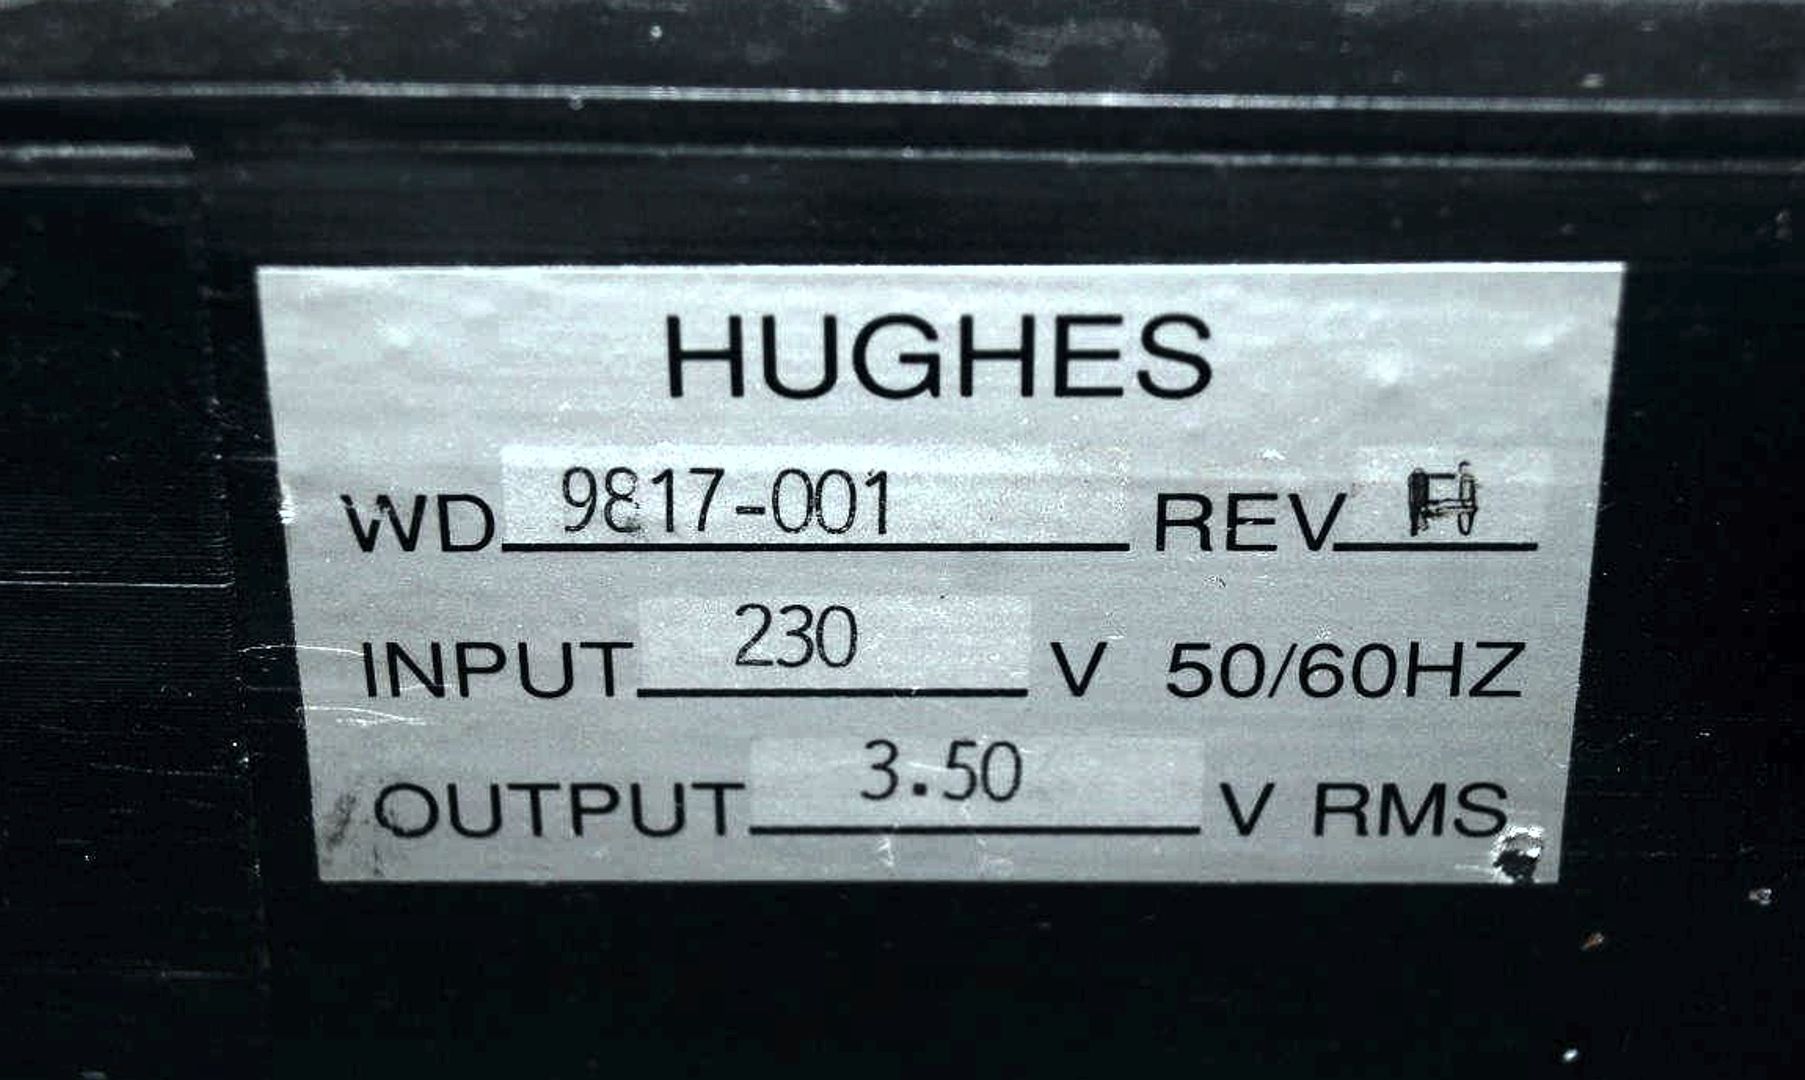 HUGHES
WD 9817-001 REV
INPUT 230 V 50/60HZ
OUTPUT 3.50 V RMS